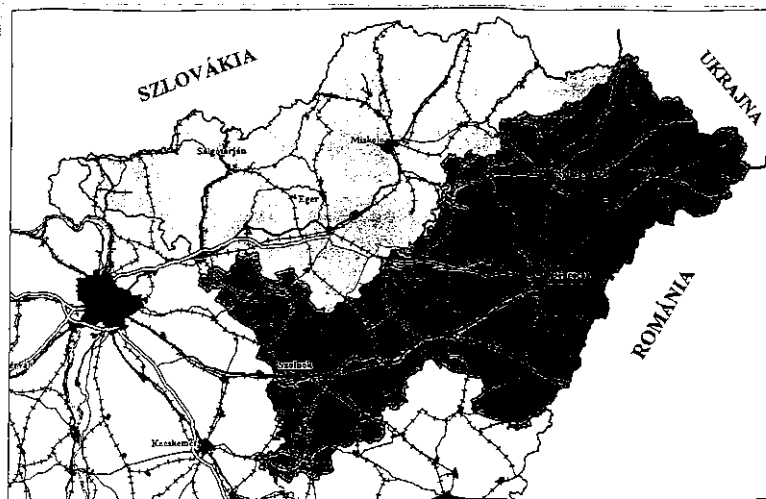 SZLOVÁKIA
UKRAJNA
Salgótarján
Miskolc
Eger
ROMÁNIA
Szolnok
Kecskemét